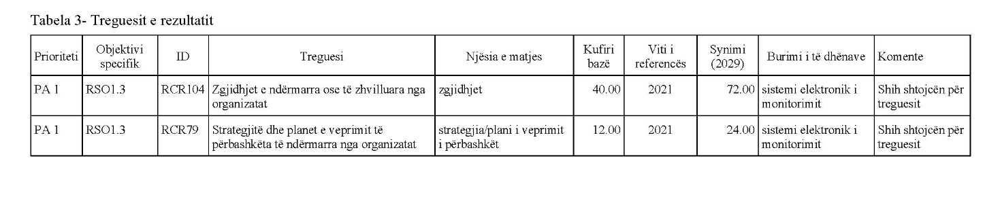 Tabela 3- Treguesit e rezultatit
Prioriteti Objektivi specifik ID Treguesi Njësia e matjes Kufiri bazë Viti i referencës Synimi (2029) Burimi i të dhënave Komente
PA 1 RSO1.3 RCR104 Zgjidhjet e ndërmarra ose të zhvilluara nga zgjidhjet 40.00 2021 72.00 sistemi elektronik i Shih shtojcën për
organizatat monitorimit treguesit
PA 1 RSO1.3 RCR79 Strategjitë dhe planet e veprimit të strategjia/plani i veprimit 12.00 2021 24.00 sistemi elektronik i Shih shtojcën për
përbashkëta të ndërmarra nga organizatat i përbashkët monitorimit treguesit